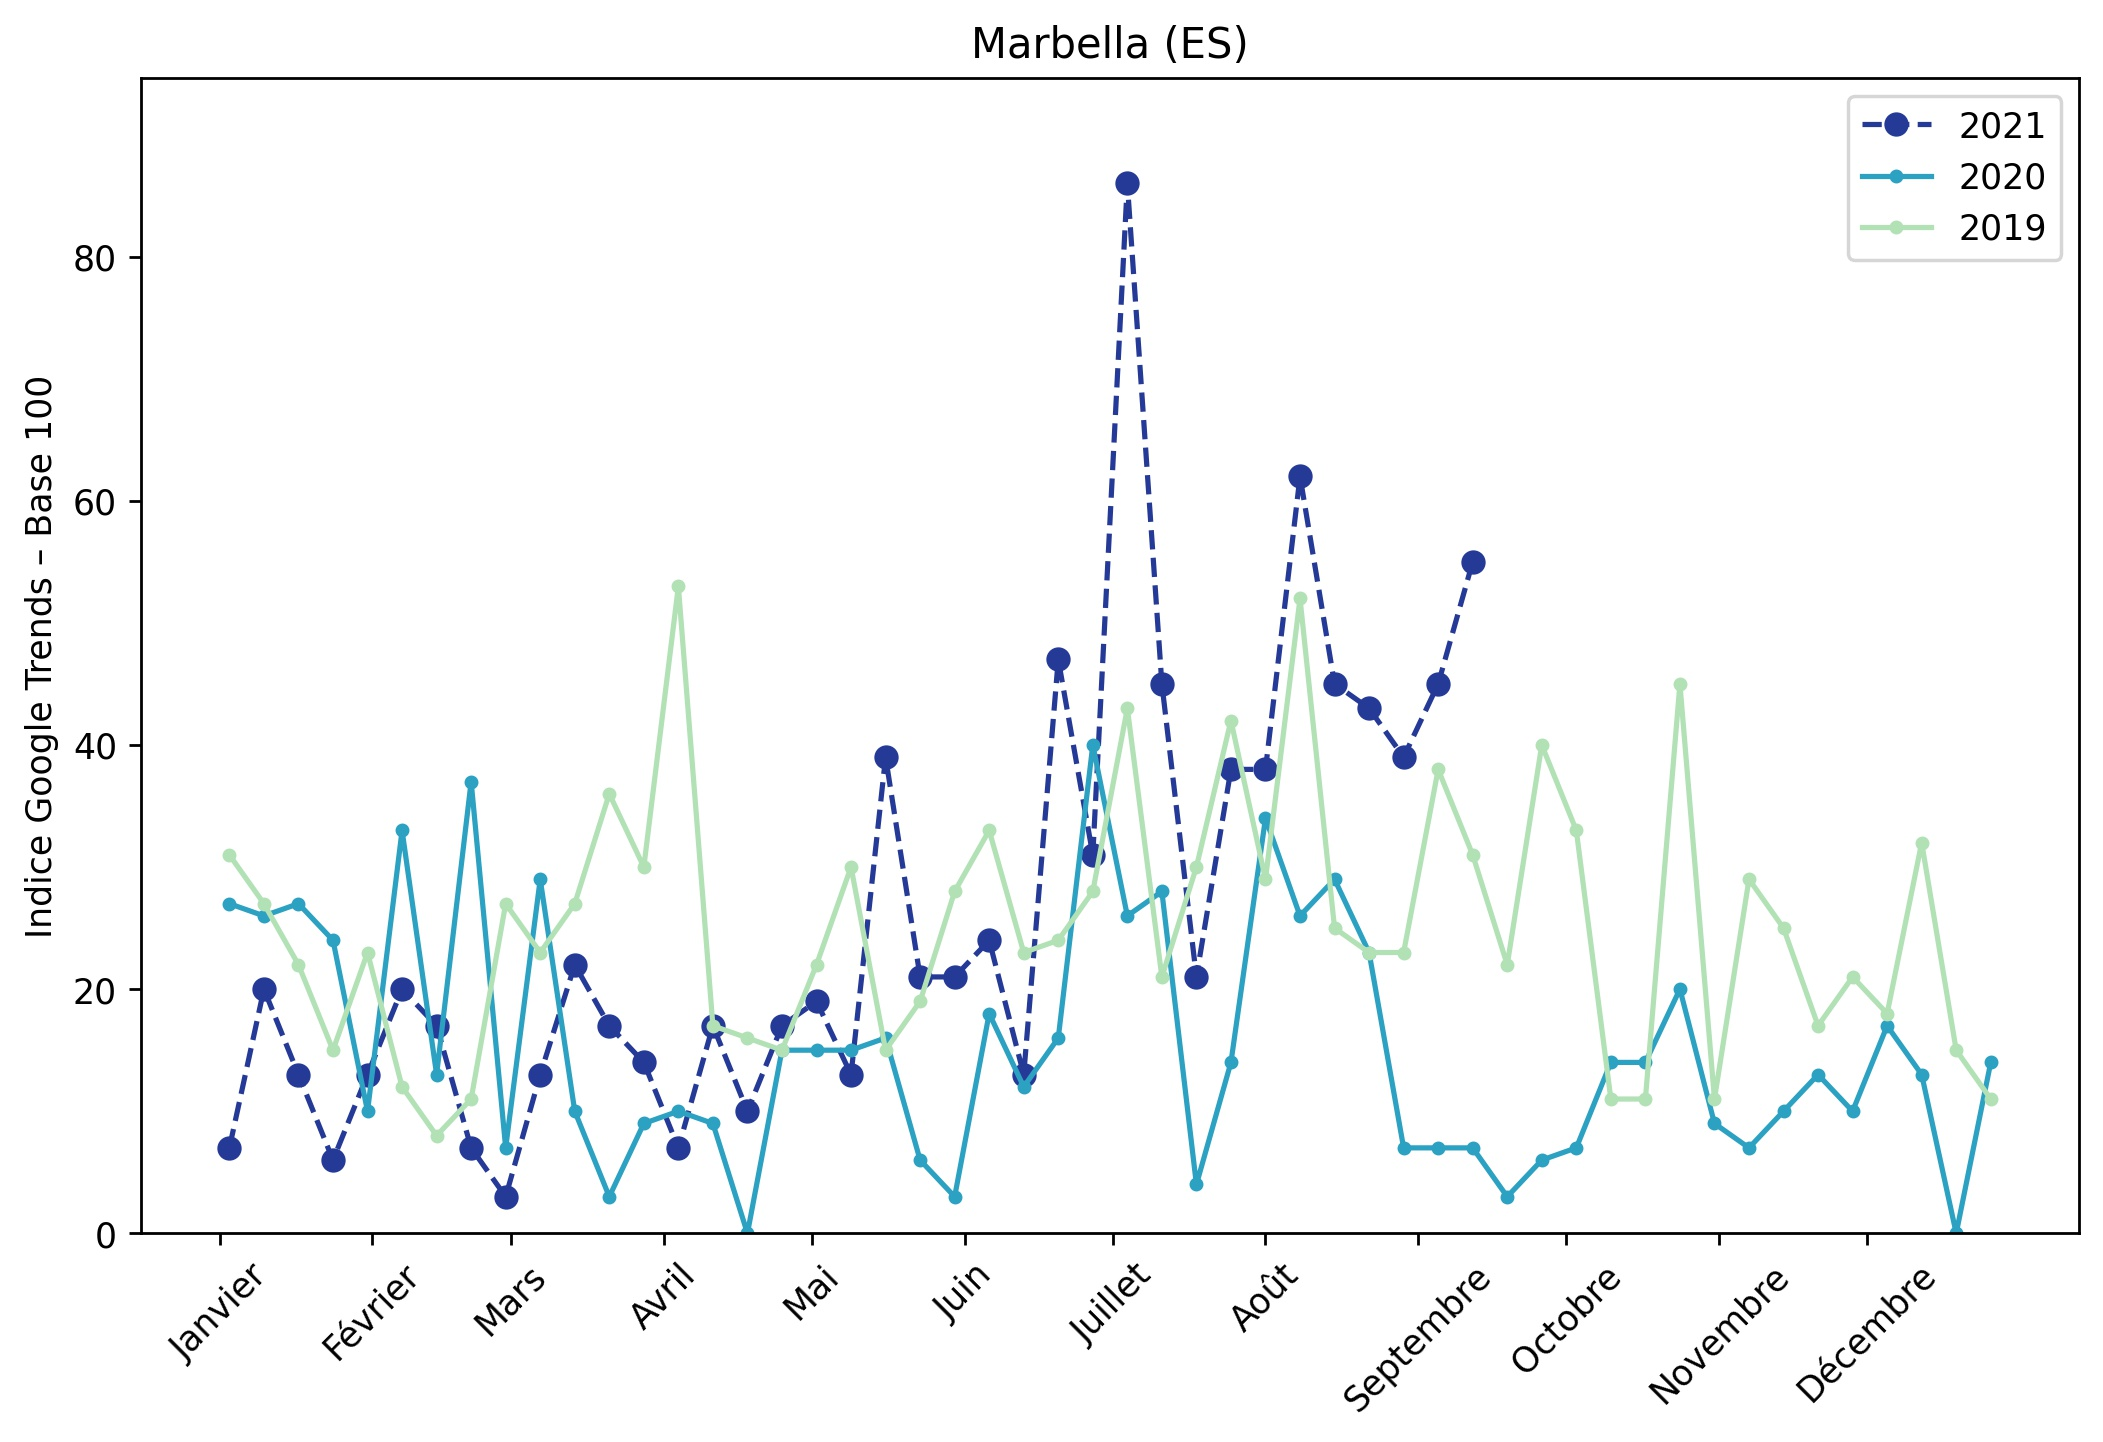 Marbella (ES)
2021
2020
2019
Indice Google Trends – Base 100
80
60
40
20
0
Janvier
Février
Mars
Avril
Mai
Juin
Juillet
Août
Septembre
Octobre
Novembre
Décembre